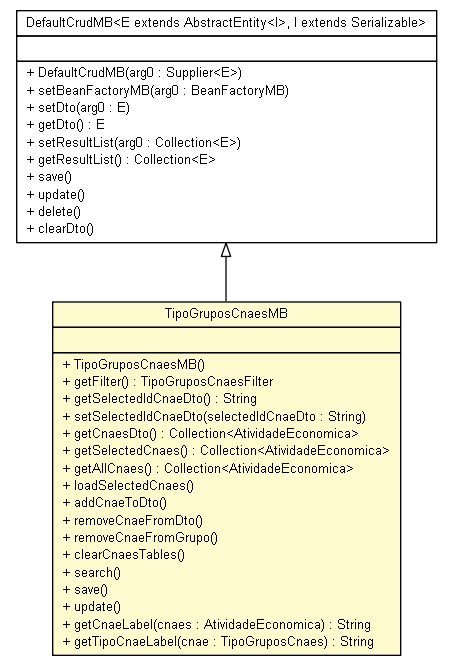 DefaultCrudMB<E extends AbstractEntity<I>, I extends Serializable>
+ DefaultCrudMB(arg0 : Supplier<E>)
+ setBeanFactoryMB(arg0 : BeanFactoryMB)
+ setDto(arg0 : E)
+ getDto() : E
+ setResultList(arg0 : Collection<E>)
+ getResultList() : Collection<E>
+ save()
+ update()
+ delete()
+ clearDto()
TipoGruposCnaesMB
+ TipoGruposCnaesMB()
+ getFilter() : TipoGruposCnaesFilter
+ getSelectedIdCnaeDto() : String
+ setSelectedIdCnaeDto(selectedIdCnaeDto : String)
+ getCnaesDto() : Collection<AtividadeEconomica>
+ getSelectedCnaes() : Collection<AtividadeEconomica>
+ getAllCnaes() : Collection<AtividadeEconomica>
+ loadSelectedCnaes()
+ addCnaeToDto()
+ removeCnaeFromDto()
+ removeCnaeFromGrupo()
+ clearCnaesTables()
+ search()
+ save()
+ update()
+ getCnaeLabel(cnaes : AtividadeEconomica) : String
+ getTipoCnaeLabel(cnae : TipoGruposCnaes) : String